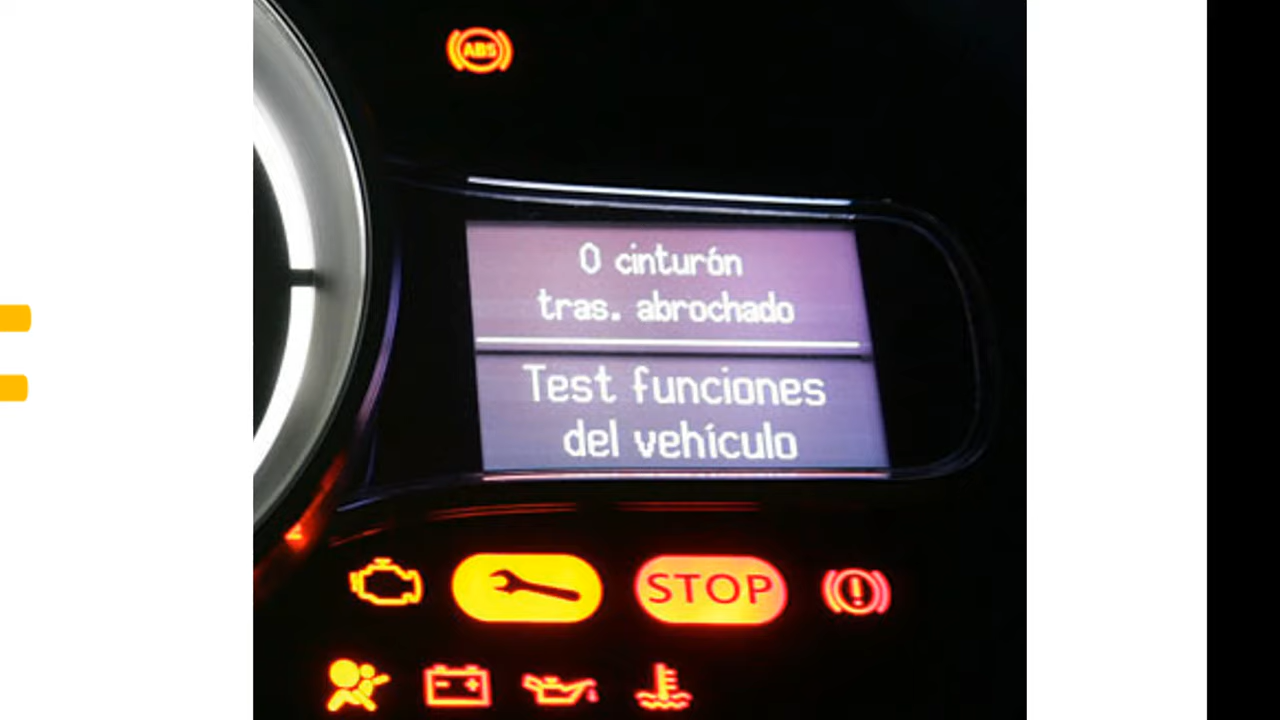 ABS
0 cinturón
tras. abrochado
Test funciones
del vehículo
STOP